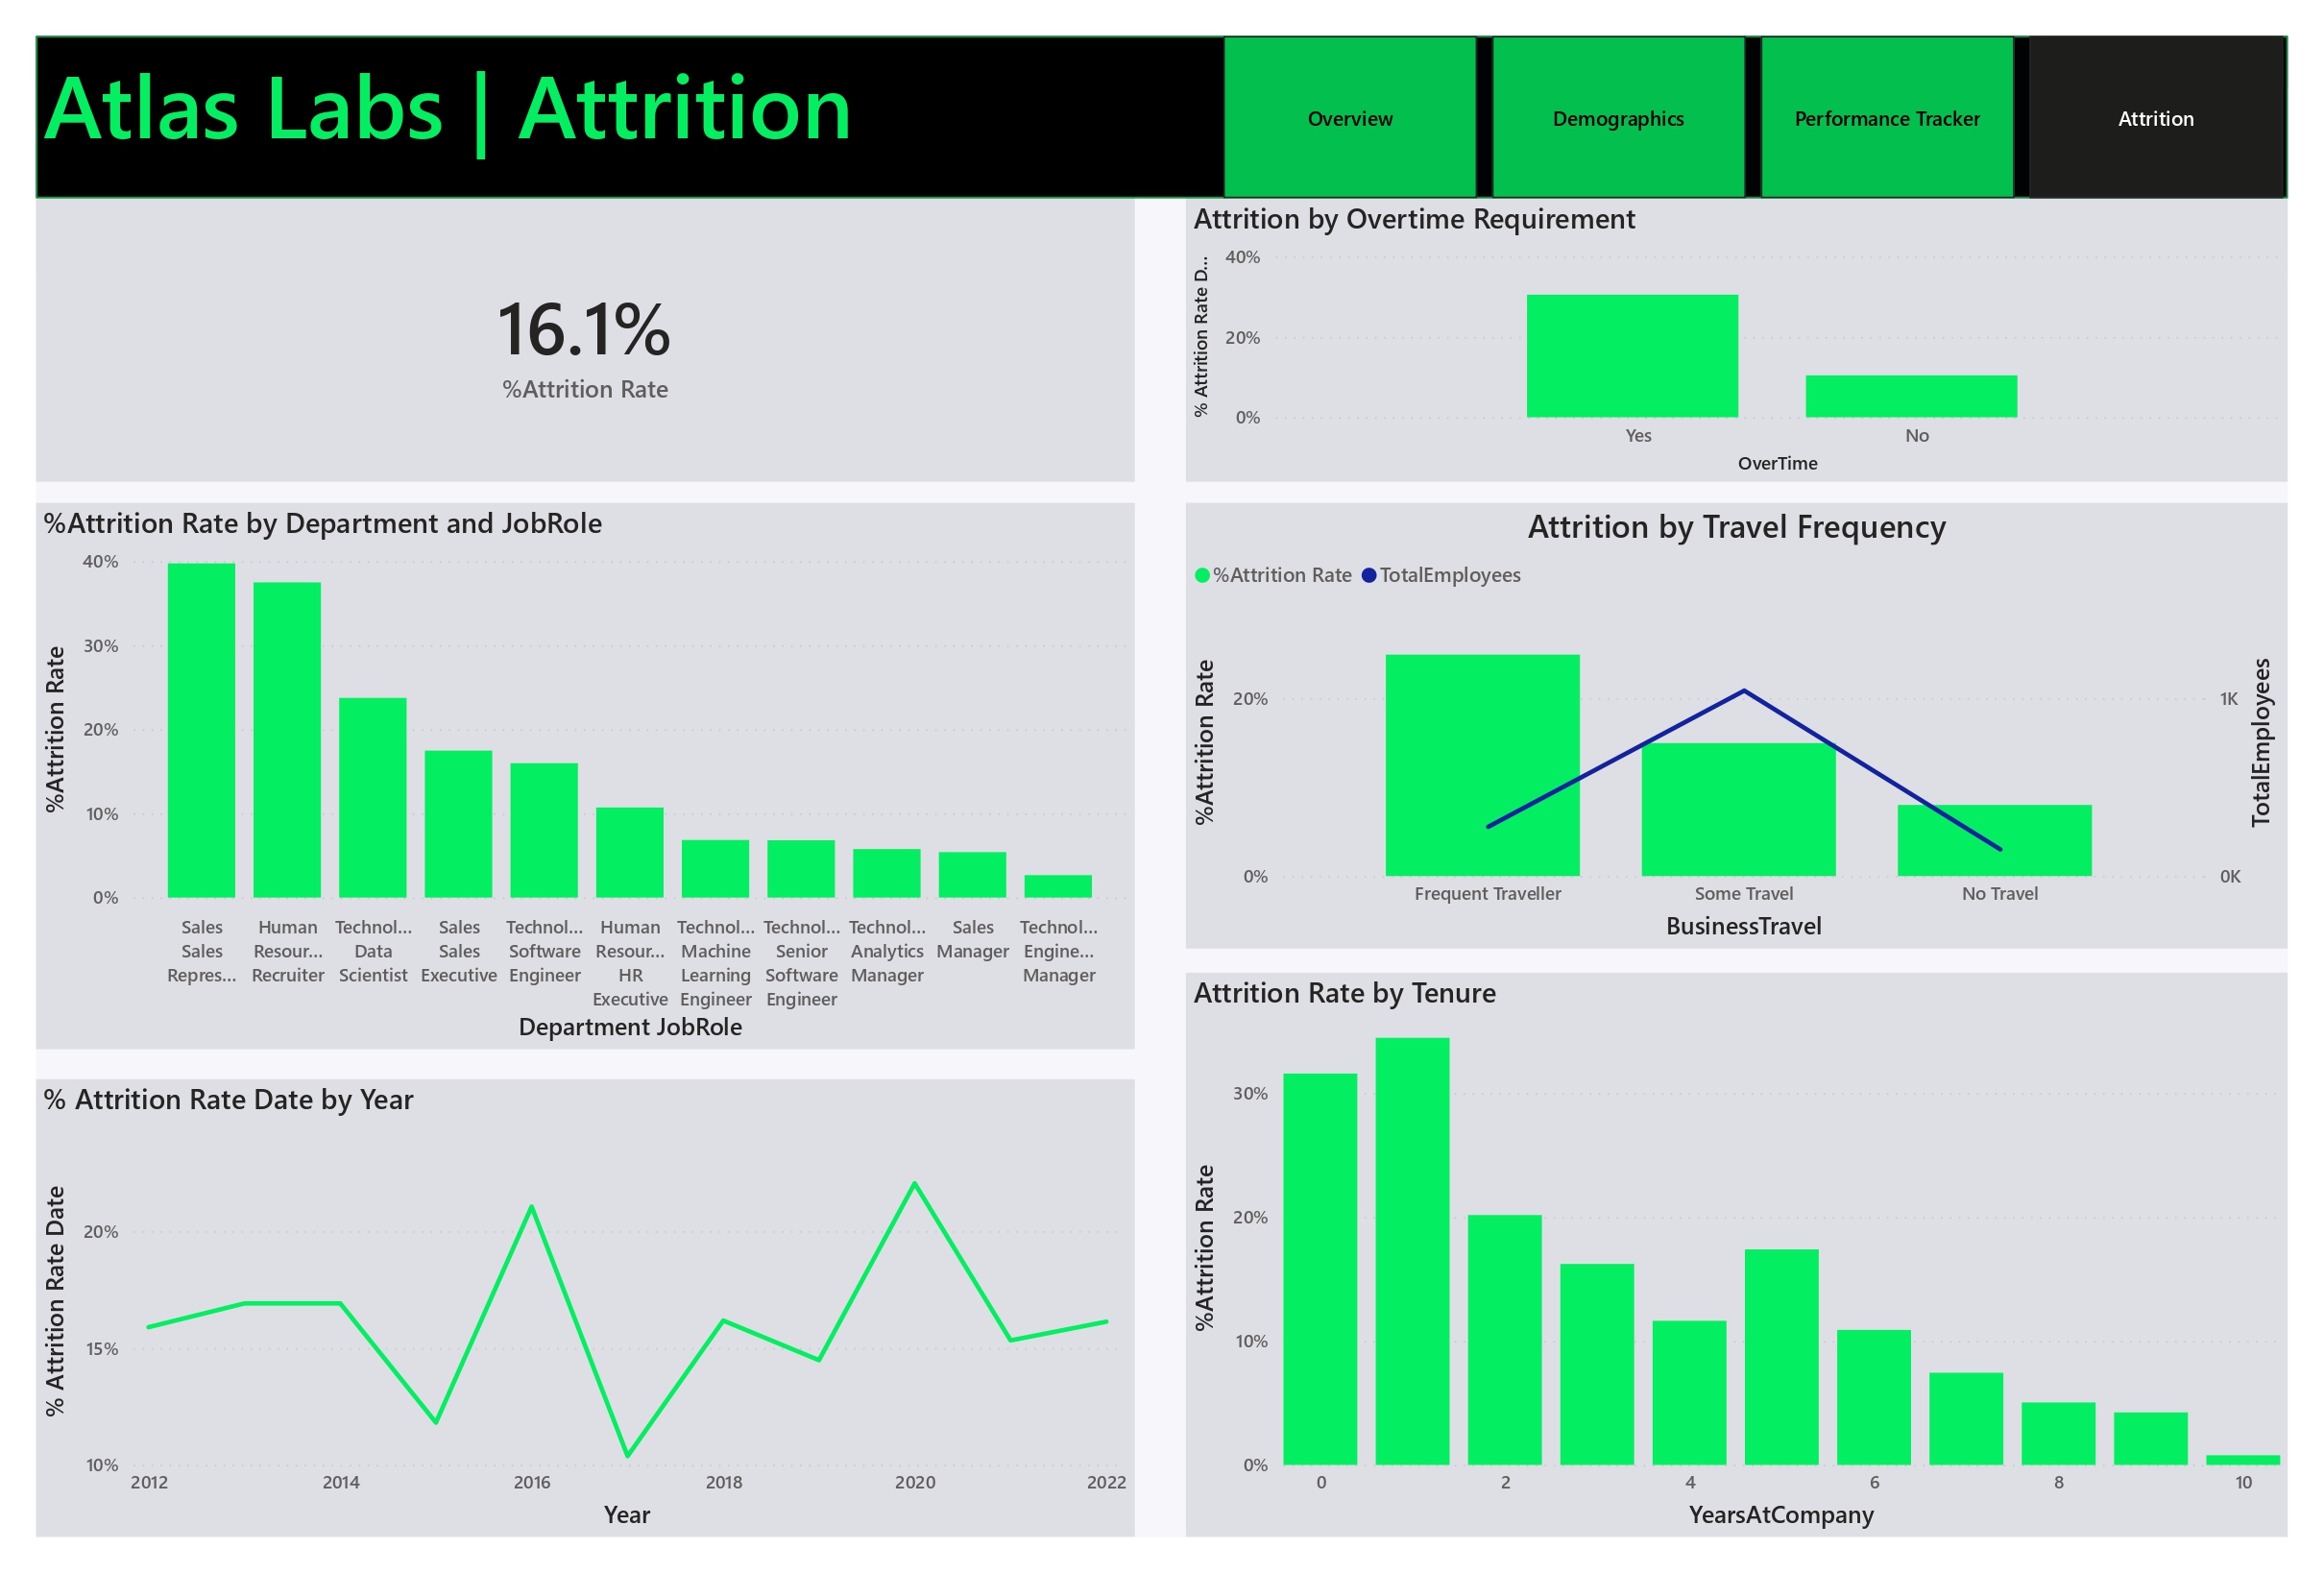 Atlas Labs | Attrition
Overview
Demographics
Performance Tracker
Attrition
16.1%
%Attrition Rate
Attrition by Overtime Requirement
% Attrition Rate D...
40%
20%
0%
Yes
No
OverTime
%Attrition Rate by Department and JobRole
%Attrition Rate
40%
30%
20%
10%
0%
Sales
Sales
Repres...
Human
Resour...
Recruiter
Technol...
Data
Scientist
Sales
Sales
Executive
Technol...
Software
Engineer
Human
Resour...
HR
Executive
Technol...
Machine
Learning
Engineer
Technol...
Senior
Software
Engineer
Technol...
Analytics
Manager
Sales
Manager
Technol...
Engine...
Manager
Department JobRole
Attrition by Travel Frequency
%Attrition Rate
TotalEmployees
%Attrition Rate
20%
0%
1K
0K
TotalEmployees
Frequent Traveller
Some Travel
No Travel
BusinessTravel
% Attrition Rate Date by Year
% Attrition Rate Date
20%
15%
10%
2012
2014
2016
2018
2020
2022
Year
Attrition Rate by Tenure
%Attrition Rate
30%
20%
10%
0%
0
2
4
6
8
10
YearsAtCompany